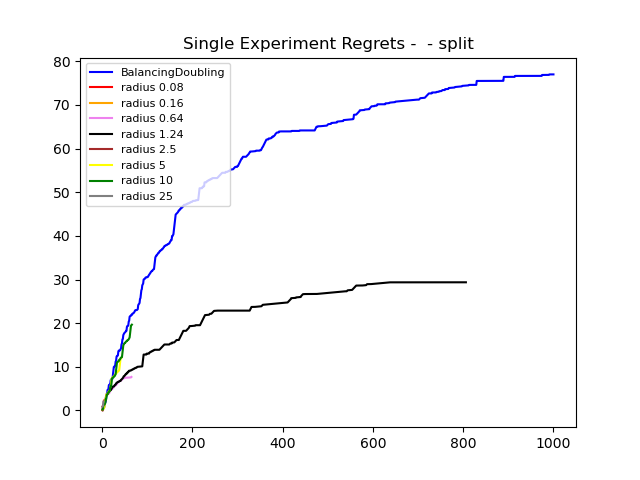 Single Experiment Regrets -  - split
80
70
60
50
40
30
20
10
0
BalancingDoubling
radius 0.08
radius 0.16
radius 0.64
radius 1.24
radius 2.5
radius 5
radius 10
radius 25
0 200 400 600 800 1000